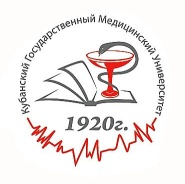 Кубанский Государственный Медицинский Университет
1920г.